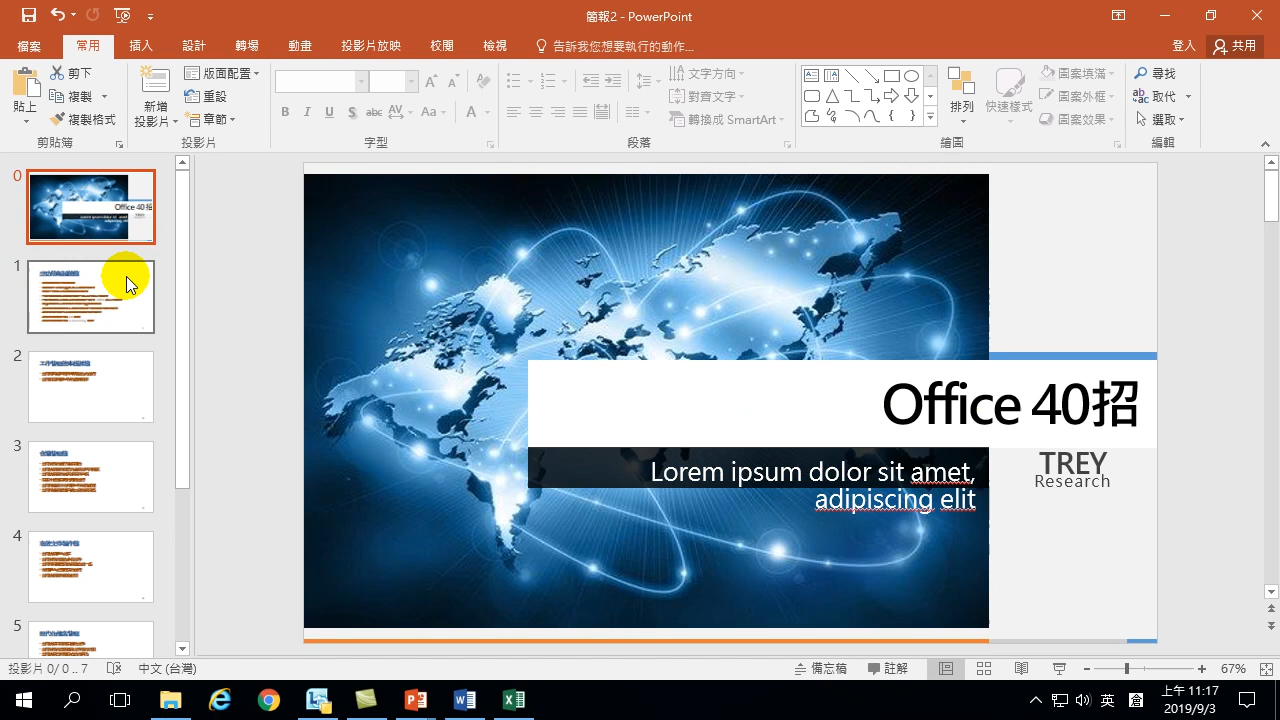 簡報2 - PowerPoint
檔案 常用 插入 設計 轉場 動畫 投影片放映 校閱 檢視 告訴我您想要執行的動作... 登入 共用
貼上 剪下 複製 複製格式 剪貼簿
新增投影片 版面配置 重設 章節 投影片
B I U S abc AV Aa A A A 字型
文字方向 對齊文字 轉換成 SmartArt 段落
排列 快速樣式 圖案填滿 圖案外框 圖案效果 繪圖
尋找 取代 選取 編輯
0
Office 40招
1
2
3
4
5
Office 40招
Lorem ipsum dolor sit amet,
adipiscing elit
TREY
Research
投影片 0/ 0 .. 7 中文 (台灣) 備忘稿 註解 67%
英 上午 11:17
2019/9/3